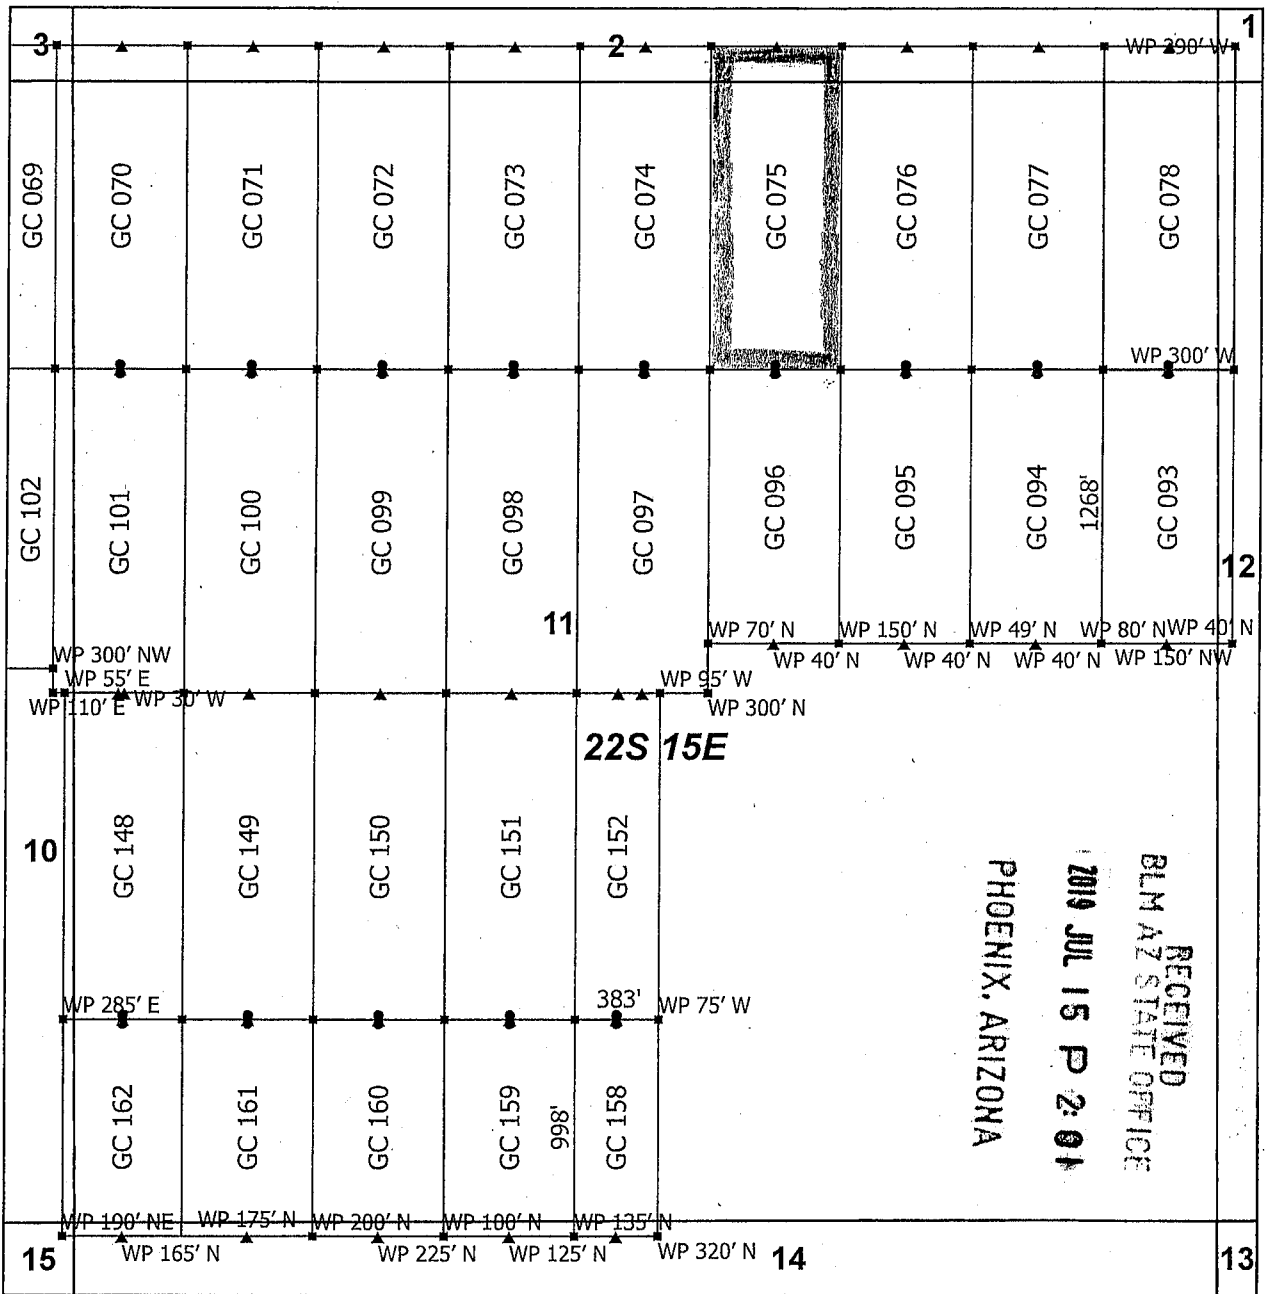 3
2
1
WP 290' W
GC 069
GC 070
GC 071
GC 072
GC 073
GC 074
GC 075
GC 076
GC 077
GC 078
WP 300' W
GC 102
GC 101
GC 100
GC 099
GC 098
GC 097
GC 096
GC 095
GC 094
1268'
GC 093
12
11
WP 70' N
WP 150' N
WP 49' N
WP 80' N
WP 40' N
WP 40' N
WP 40' N
WP 40' N
WP 150' NW
WP 300' NW
WP 55' E
WP 95' W
WP 110' E
WP 30' W
WP 300' N
22S 15E
10
GC 148
GC 149
GC 150
GC 151
GC 152
RECEIVED
BLM AZ STATE OFFICE
2019 JUL 15 P 2:01
PHOENIX, ARIZONA
WP 285' E
383'
WP 75' W
GC 162
GC 161
GC 160
GC 159
998'
GC 158
WP 190' NE
WP 175' N
WP 200' N
WP 100' N
WP 135' N
WP 165' N
WP 225' N
WP 125' N
WP 320' N
15
14
13